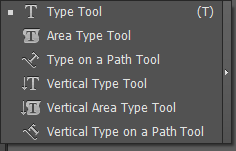 Type Tool (T)
Area Type Tool
Type on a Path Tool
Vertical Type Tool
Vertical Area Type Tool
Vertical Type on a Path Tool